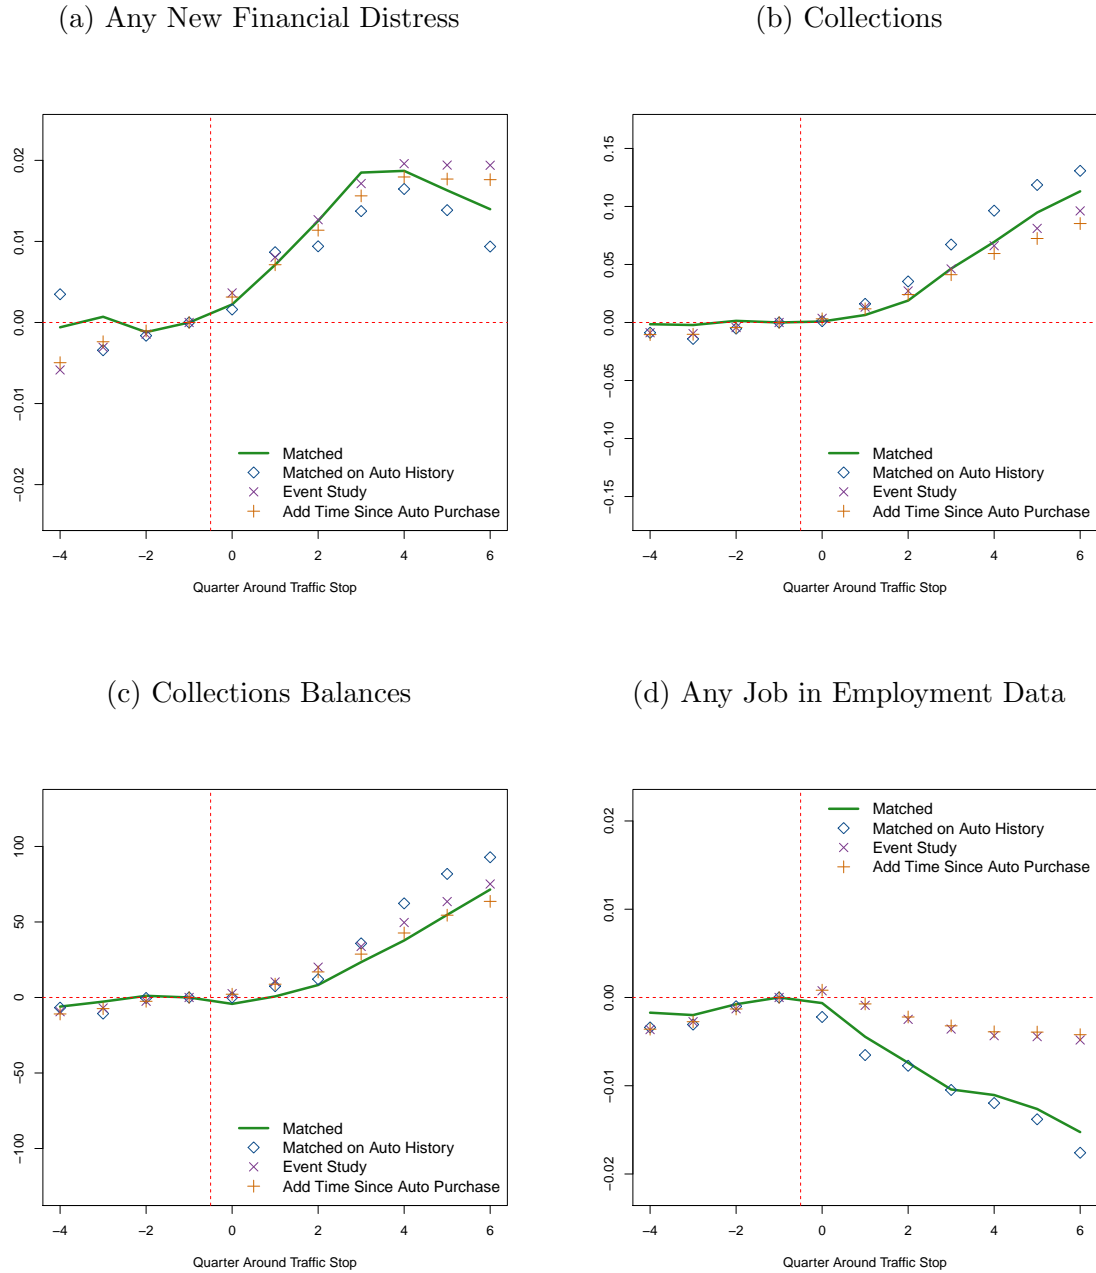 (a) Any New Financial Distress
(b) Collections
0.02
0.01
0.00
−0.01
−0.02
Matched
Matched on Auto History
Event Study
Add Time Since Auto Purchase
−4 −2 0 2 4 6
Quarter Around Traffic Stop
0.15
0.10
0.05
0.00
−0.05
−0.10
−0.15
Matched
Matched on Auto History
Event Study
Add Time Since Auto Purchase
−4 −2 0 2 4 6
Quarter Around Traffic Stop
(c) Collections Balances
(d) Any Job in Employment Data
100
50
0
−50
−100
Matched
Matched on Auto History
Event Study
Add Time Since Auto Purchase
−4 −2 0 2 4 6
Quarter Around Traffic Stop
0.02
0.01
0.00
−0.01
−0.02
Matched
Matched on Auto History
Event Study
Add Time Since Auto Purchase
−4 −2 0 2 4 6
Quarter Around Traffic Stop